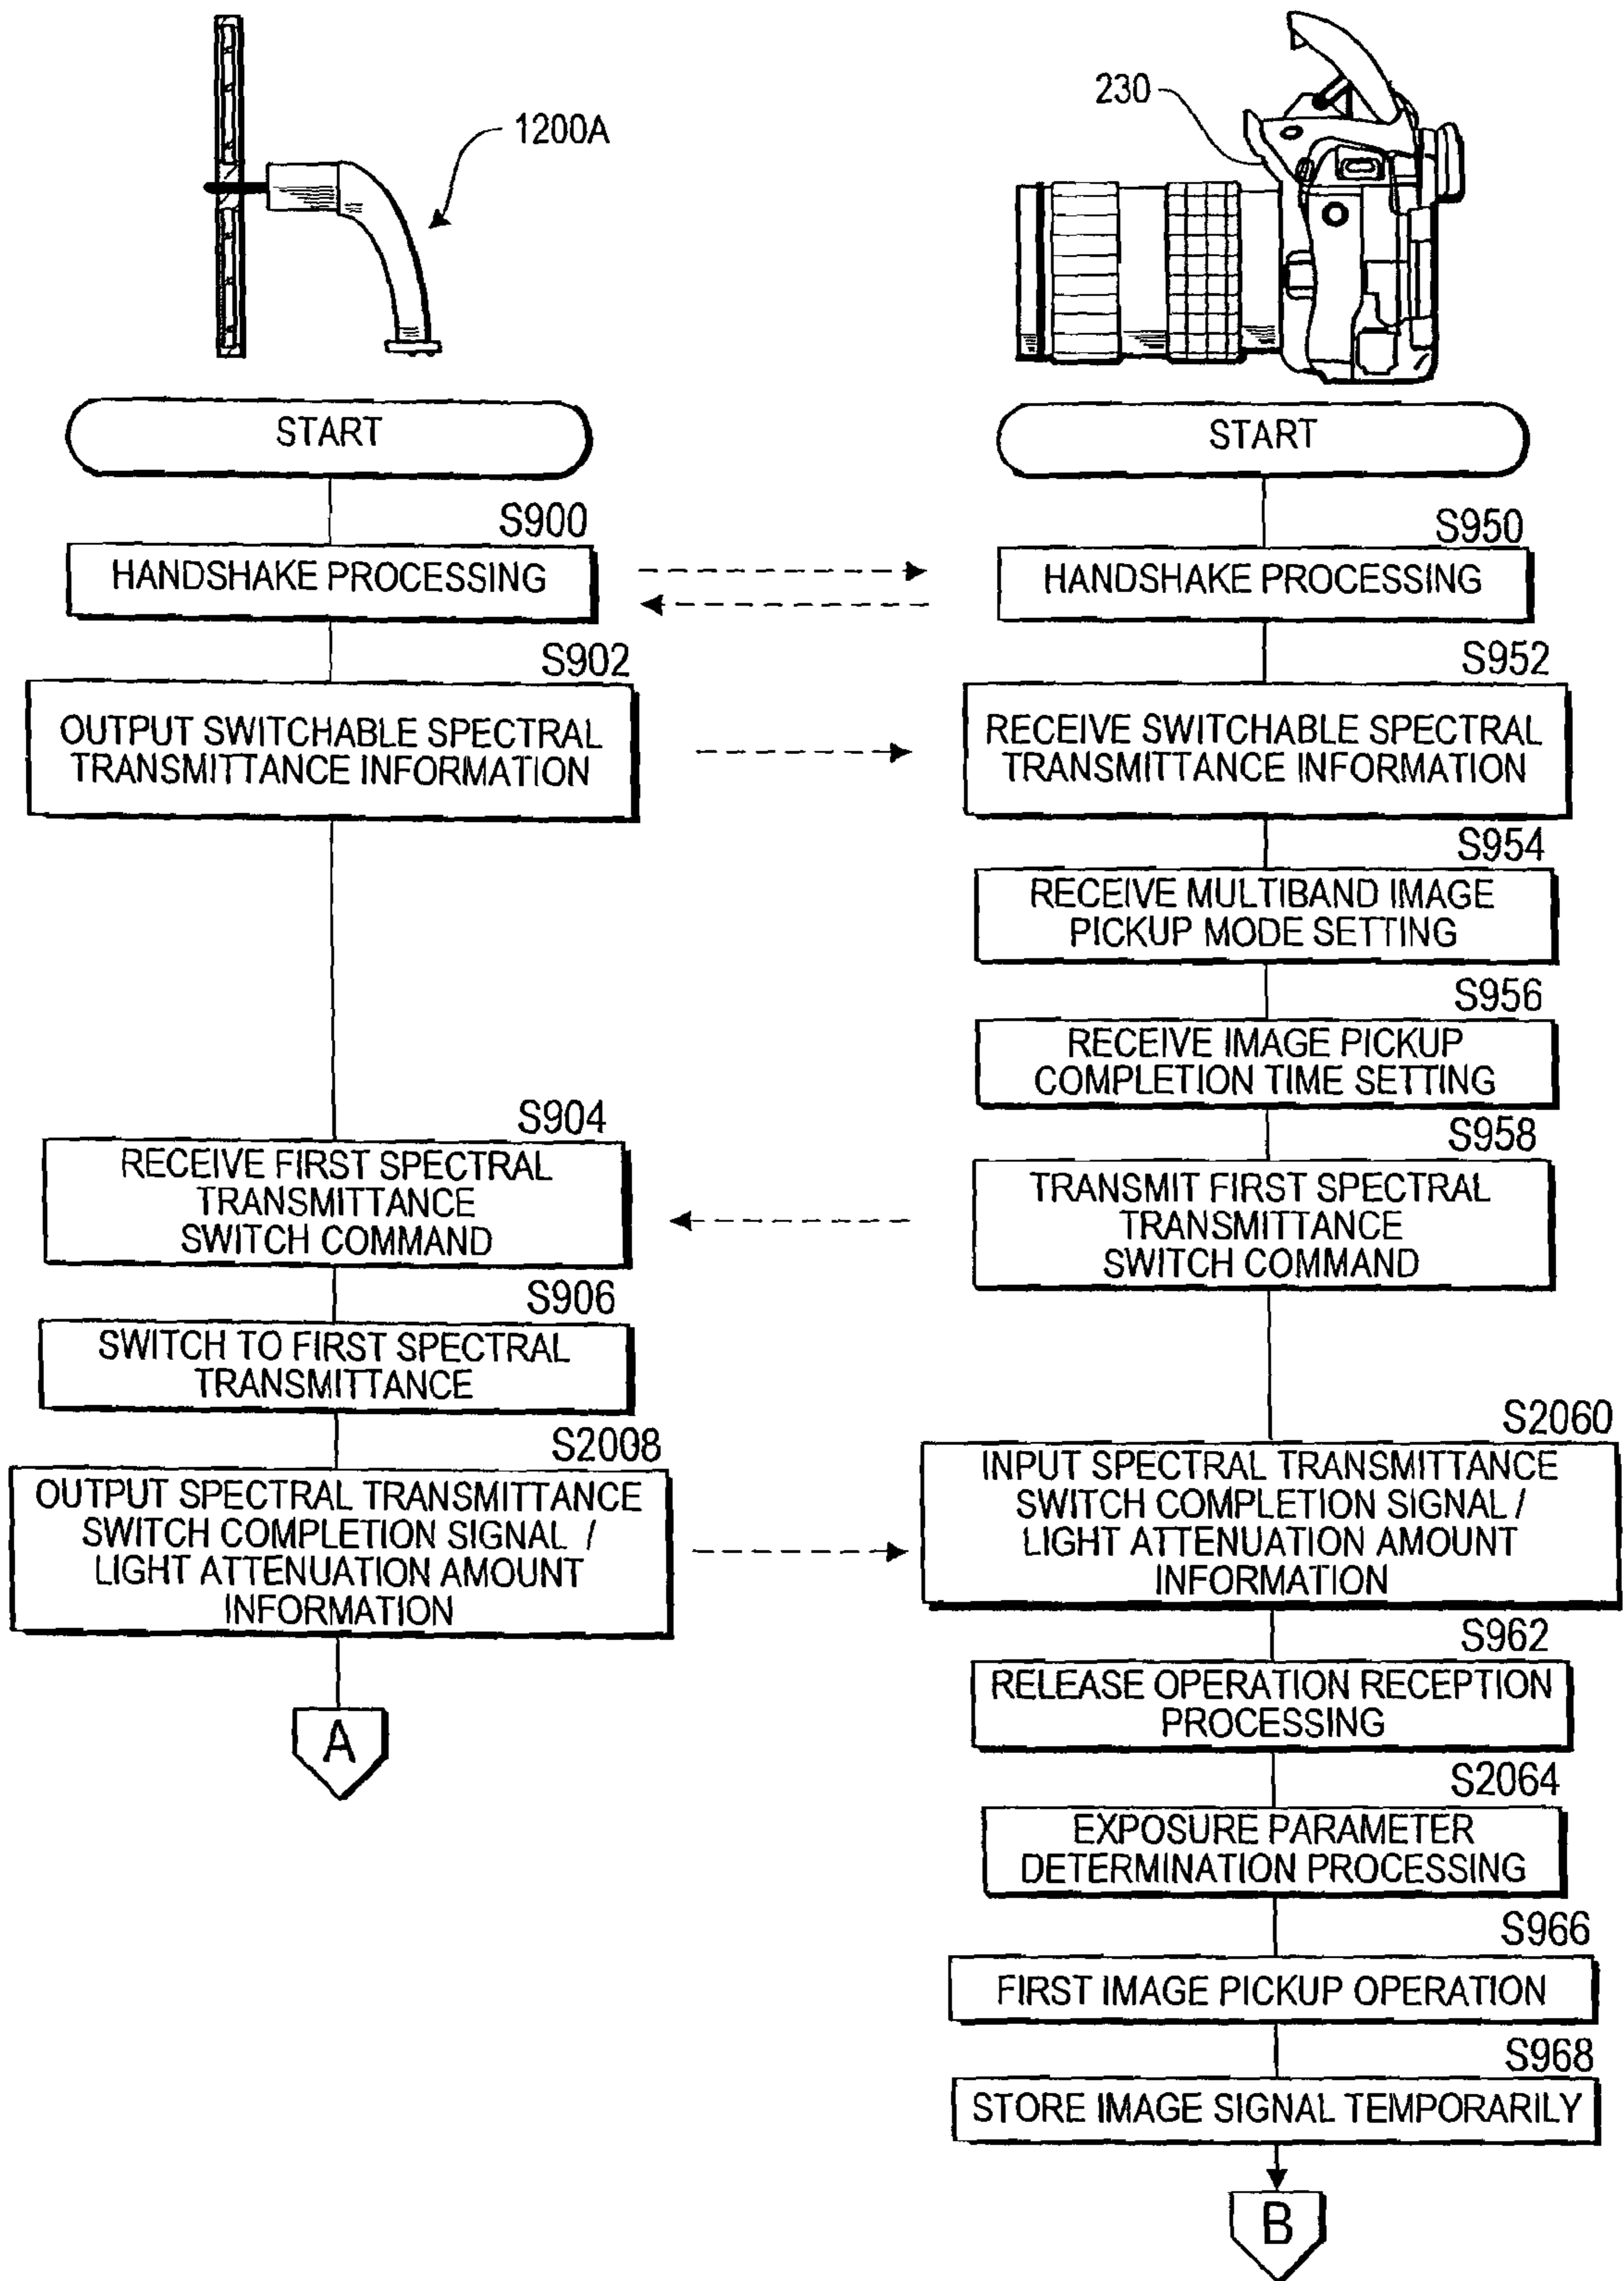 1200A
230
START
S900
HANDSHAKE PROCESSING
S902
OUTPUT SWITCHABLE SPECTRAL
TRANSMITTANCE INFORMATION
S904
RECEIVE FIRST SPECTRAL
TRANSMITTANCE
SWITCH COMMAND
S906
SWITCH TO FIRST SPECTRAL
TRANSMITTANCE
S2008
OUTPUT SPECTRAL TRANSMITTANCE
SWITCH COMPLETION SIGNAL /
LIGHT ATTENUATION AMOUNT
INFORMATION
A
START
S950
HANDSHAKE PROCESSING
S952
RECEIVE SWITCHABLE SPECTRAL
TRANSMITTANCE INFORMATION
S954
RECEIVE MULTIBAND IMAGE
PICKUP MODE SETTING
S956
RECEIVE IMAGE PICKUP
COMPLETION TIME SETTING
S958
TRANSMIT FIRST SPECTRAL
TRANSMITTANCE
SWITCH COMMAND
S2060
INPUT SPECTRAL TRANSMITTANCE
SWITCH COMPLETION SIGNAL /
LIGHT ATTENUATION AMOUNT
INFORMATION
S962
RELEASE OPERATION RECEPTION
PROCESSING
S2064
EXPOSURE PARAMETER
DETERMINATION PROCESSING
S966
FIRST IMAGE PICKUP OPERATION
S968
STORE IMAGE SIGNAL TEMPORARILY
B